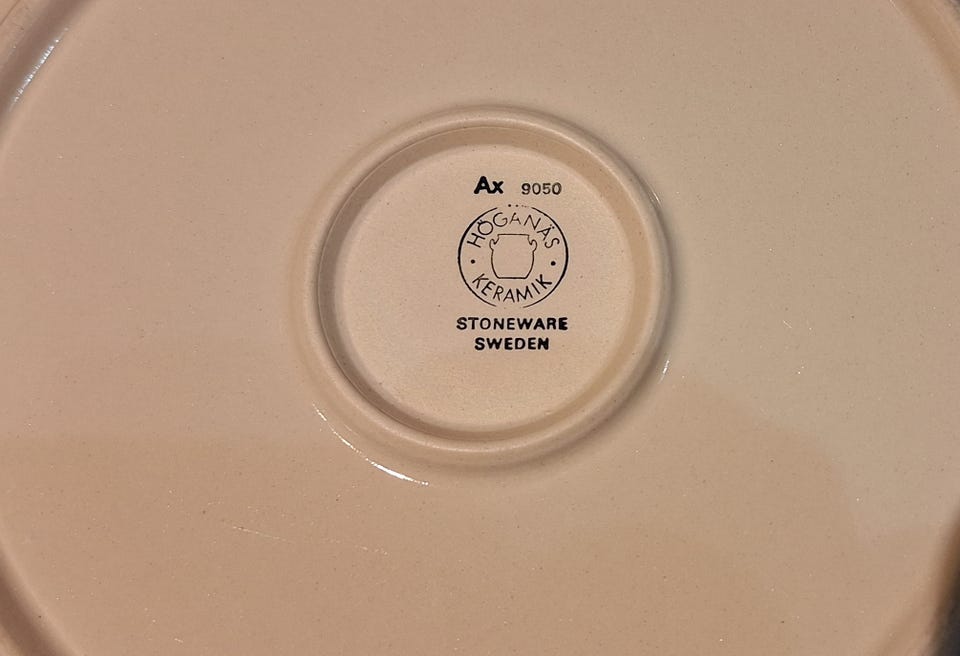 Ax 9050
HÖGANÄS
KERAMIK
STONEWARE
SWEDEN